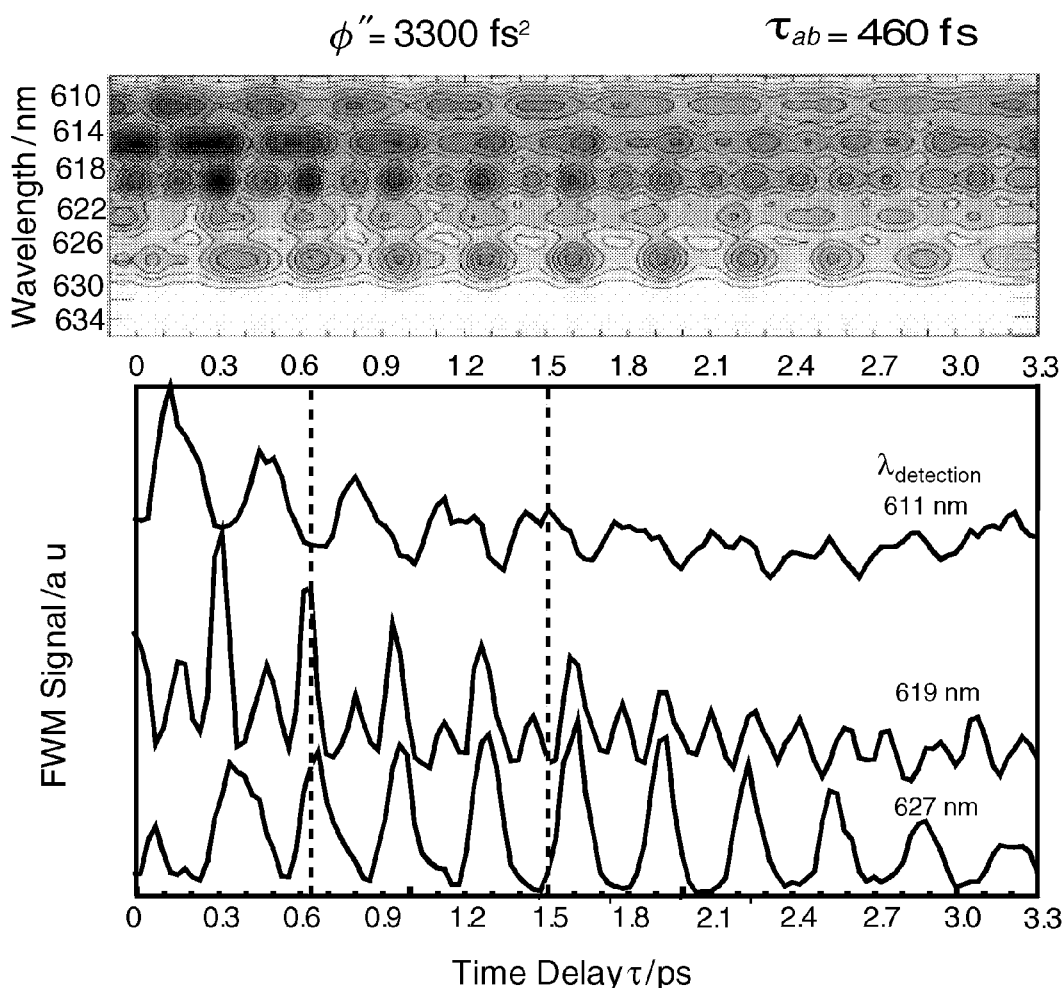 ϕ″= 3300 fs² τab = 460 fs
Wavelength/nm
610
614
618
622
626
630
634
0 0.3 0.6 0.9 1.2 1.5 1.8 2.1 2.4 2.7 3.0 3.3
λdetection
611 nm
619 nm
627 nm
FWM Signal/a u
0 0.3 0.6 0.9 1.2 1.5 1.8 2.1 2.4 2.7 3.0 3.3
Time Delay τ/ps